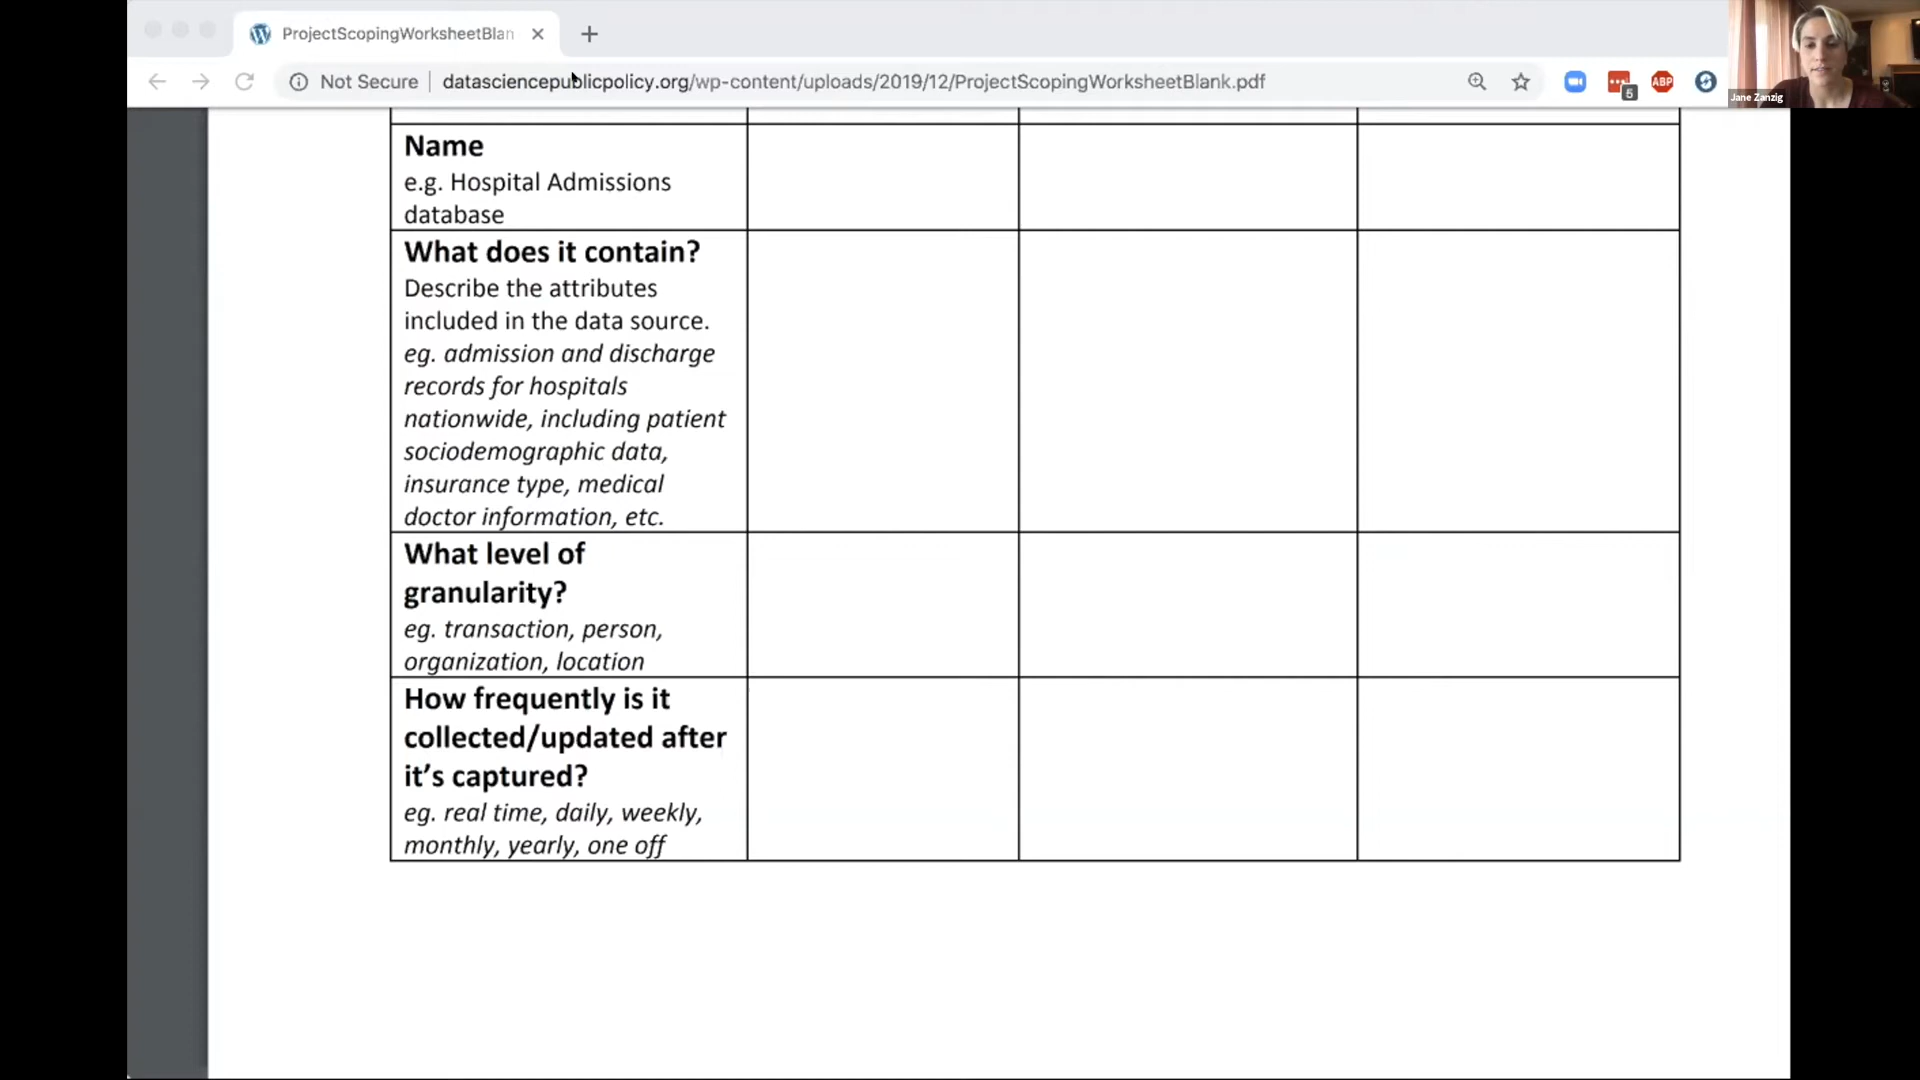 ProjectScopingWorksheetBlan
Not Secure
datasciencepublicpolicy.org/wp-content/uploads/2019/12/ProjectScopingWorksheetBlank.pdf
5
ABP
Jane Zanzig
Name
e.g. Hospital Admissions
database
What does it contain?
Describe the attributes
included in the data source.
eg. admission and discharge
records for hospitals
nationwide, including patient
sociodemographic data,
insurance type, medical
doctor information, etc.
What level of
granularity?
eg. transaction, person,
organization, location
How frequently is it
collected/updated after
it’s captured?
eg. real time, daily, weekly,
monthly, yearly, one off